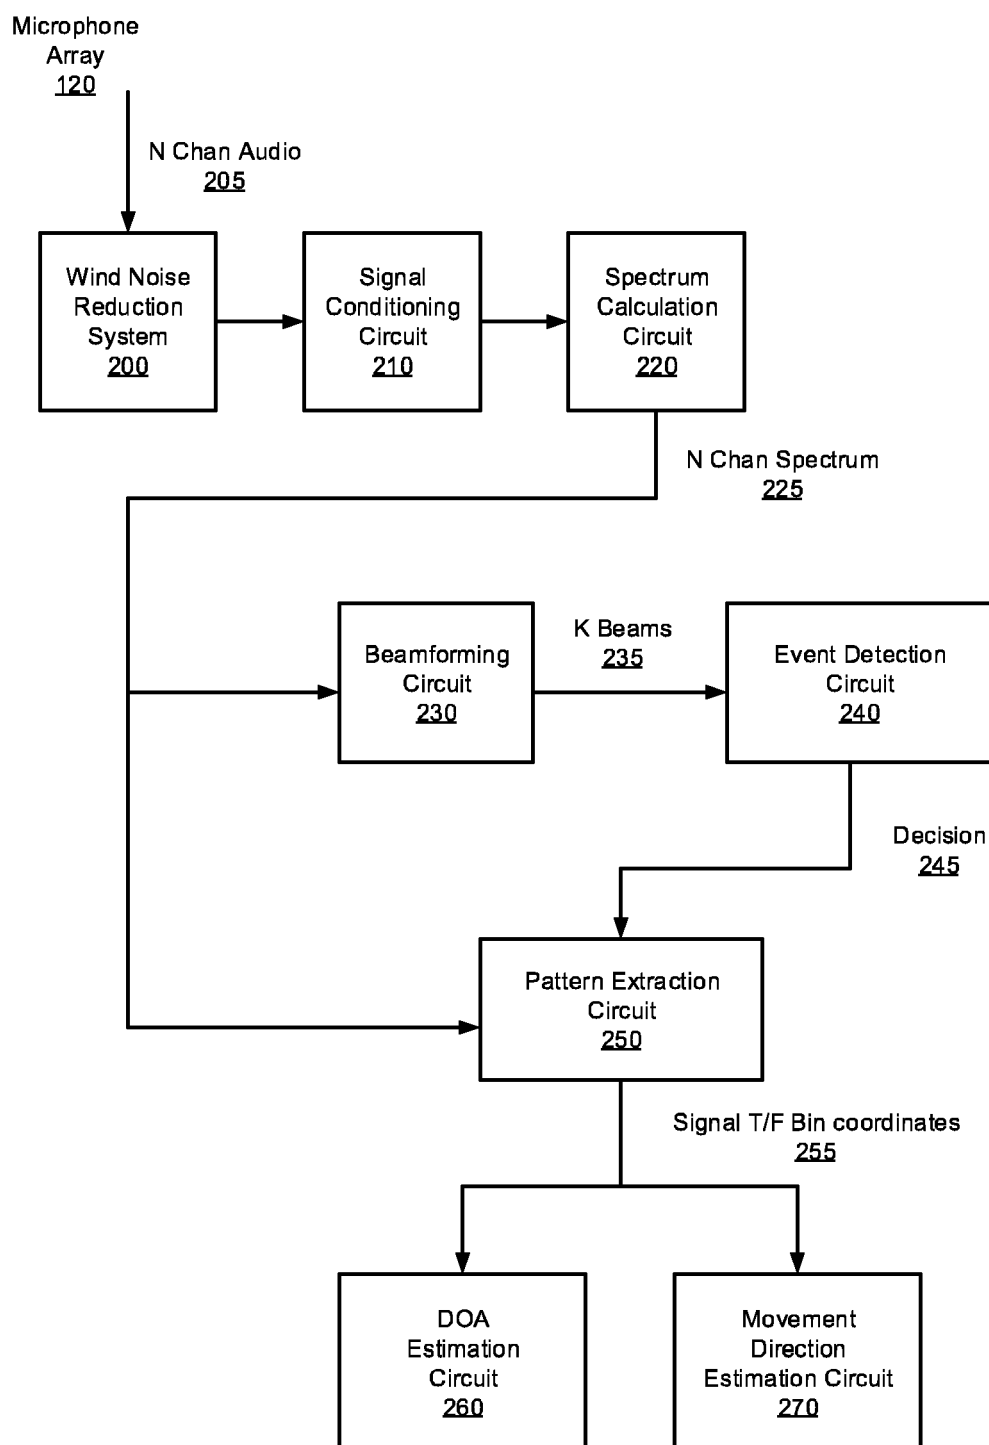 Microphone
Array
120
N Chan Audio
205
Wind Noise
Reduction
System
200
Signal
Conditioning
Circuit
210
Spectrum
Calculation
Circuit
220
N Chan Spectrum
225
Beamforming
Circuit
230
K Beams
235
Event Detection
Circuit
240
Decision
245
Pattern Extraction
Circuit
250
Signal T/F Bin coordinates
255
DOA
Estimation
Circuit
260
Movement
Direction
Estimation Circuit
270